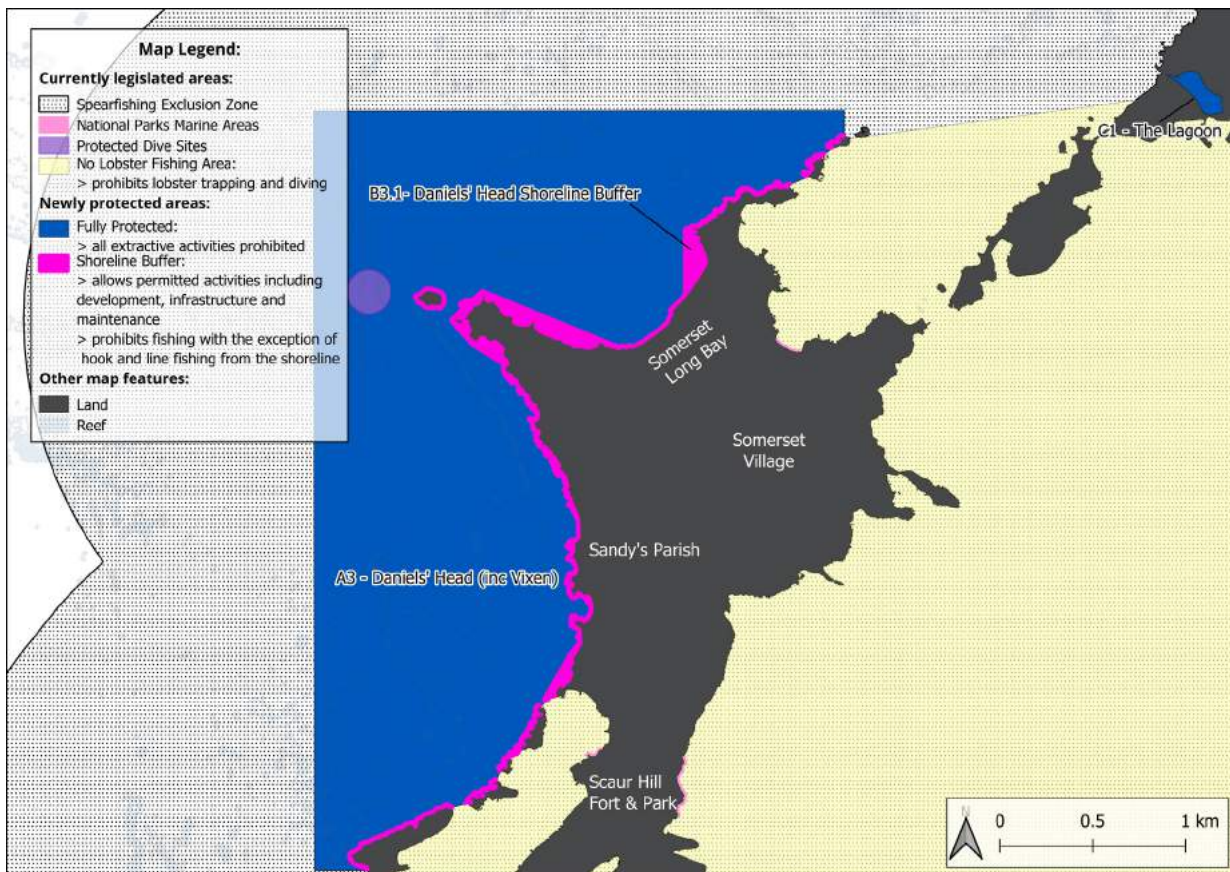 Map Legend:
Currently legislated areas:
Spearfishing Exclusion Zone
National Parks Marine Areas
Protected Dive Sites
No Lobster Fishing Area:
> prohibits lobster trapping and diving
Newly protected areas:
Fully Protected:
> all extractive activities prohibited
Shoreline Buffer:
> allows permitted activities including
development, infrastructure and
maintenance
> prohibits fishing with the exception of
hook and line fishing from the shoreline
Other map features:
Land
Reef
C1 - The Lagoon
B3.1- Daniels' Head Shoreline Buffer
Somerset
Long Bay
Somerset
Village
Sandy's Parish
A3 - Daniels' Head (inc Vixen)
Scaur Hill
Fort & Park
N
0 0.5 1 km